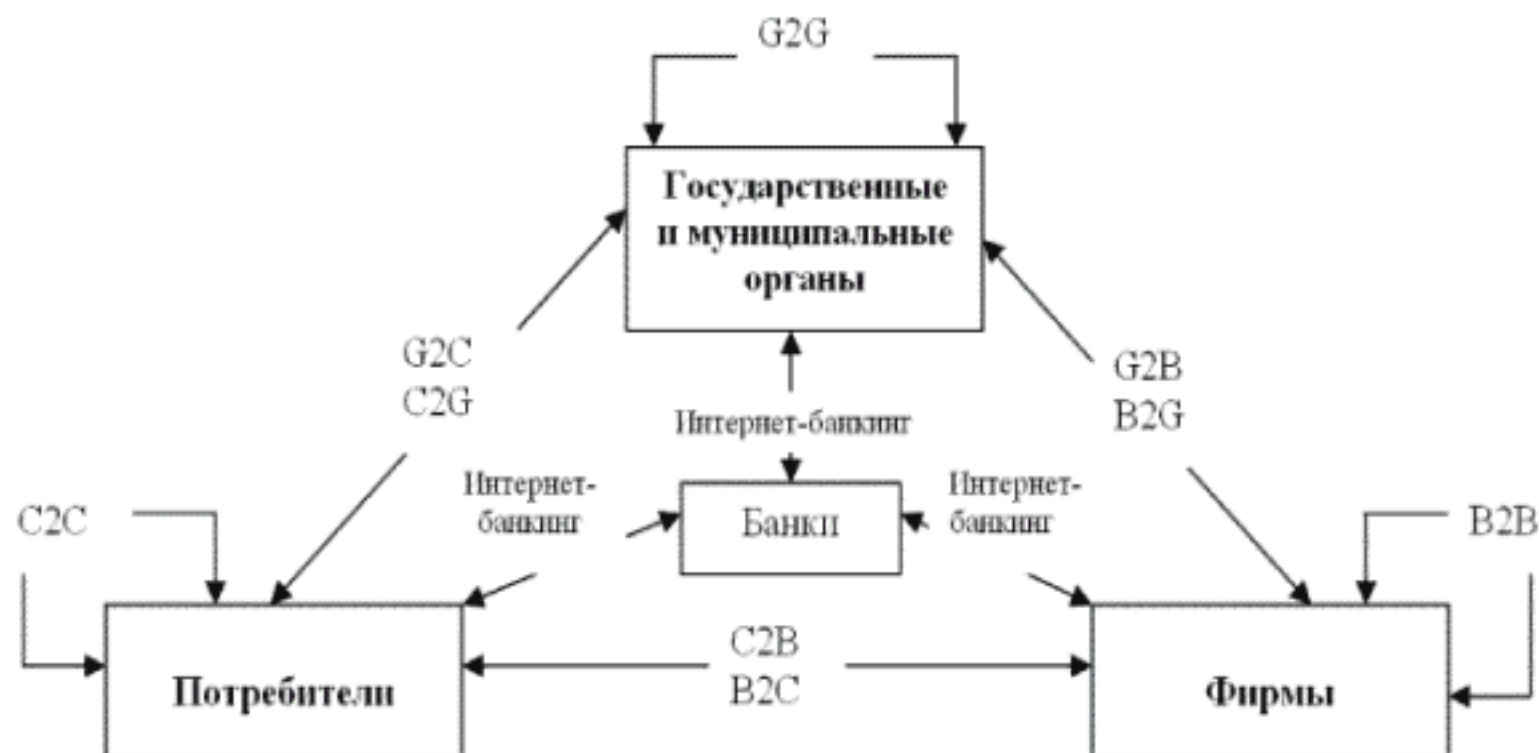 G2G
Государственные
и муниципальные
органы
G2C
C2G
G2B
B2G
Интернет-банкинг
Интернет-
банкинг
Банки
Интернет-
банкинг
C2C
B2B
C2B
B2C
Потребители
Фирмы